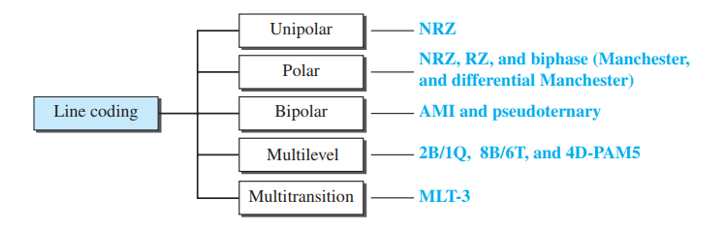 Unipolar
NRZ
Polar
NRZ, RZ, and biphase (Manchester,
and differential Manchester)
Line coding
Bipolar
AMI and pseudoternary
Multilevel
2B/1Q, 8B/6T, and 4D-PAM5
Multitransition
MLT-3